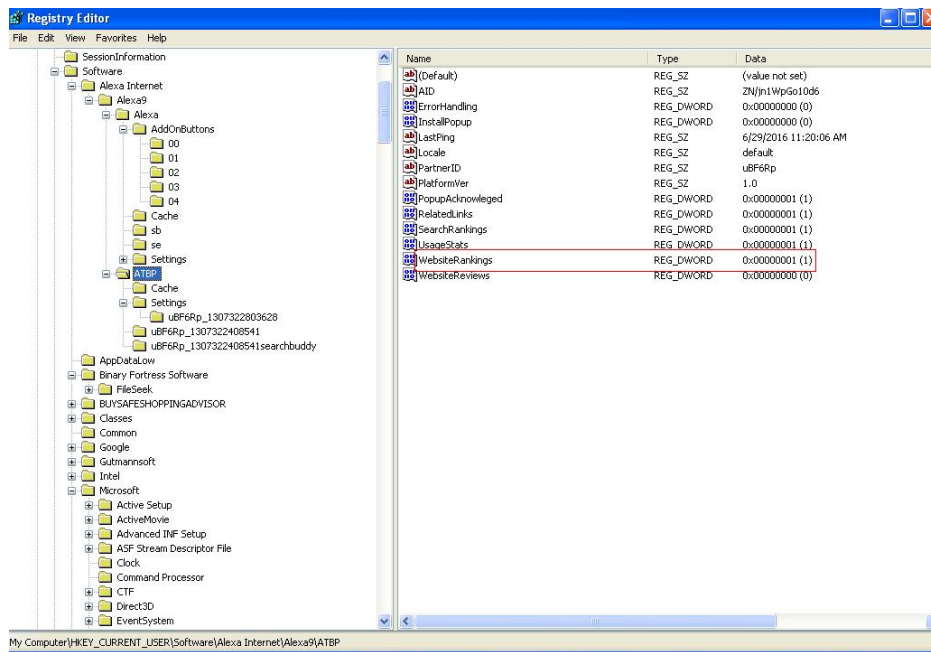 Registry Editor
File Edit View Favorites Help
SessionInformation
Software
Alexa Internet
Alexa9
Alexa
AddOnButtons
00
01
02
03
04
Cache
sb
se
Settings
ATBP
Cache
Settings
uBF6Rp_1307322803628
uBF6Rp_1307322408541
uBF6Rp_1307322408541searchbuddy
AppDataLow
Binary Fortress Software
FileSeek
BUYSAFESHOPPINGADVISOR
Classes
Common
Google
Gutmannsoft
Intel
Microsoft
Active Setup
ActiveMovie
Advanced INF Setup
ASF Stream Descriptor File
Clock
Command Processor
CTF
Direct3D
EventSystem
Name Type Data
(Default) REG_SZ (value not set)
AID REG_SZ ZN/jn1WpGo10d6
ErrorHandling REG_DWORD 0x00000000 (0)
InstallPopup REG_DWORD 0x00000000 (0)
LastPing REG_SZ 6/29/2016 11:20:06 AM
Locale REG_SZ default
PartnerID REG_SZ uBF6Rp
PlatformVer REG_SZ 1.0
PopupAcknowleged REG_DWORD 0x00000001 (1)
RelatedLinks REG_DWORD 0x00000001 (1)
SearchRankings REG_DWORD 0x00000001 (1)
UsageStats REG_DWORD 0x00000001 (1)
WebsiteRankings REG_DWORD 0x00000001 (1)
WebsiteReviews REG_DWORD 0x00000000 (0)
My Computer\HKEY_CURRENT_USER\Software\Alexa Internet\Alexa9\ATBP